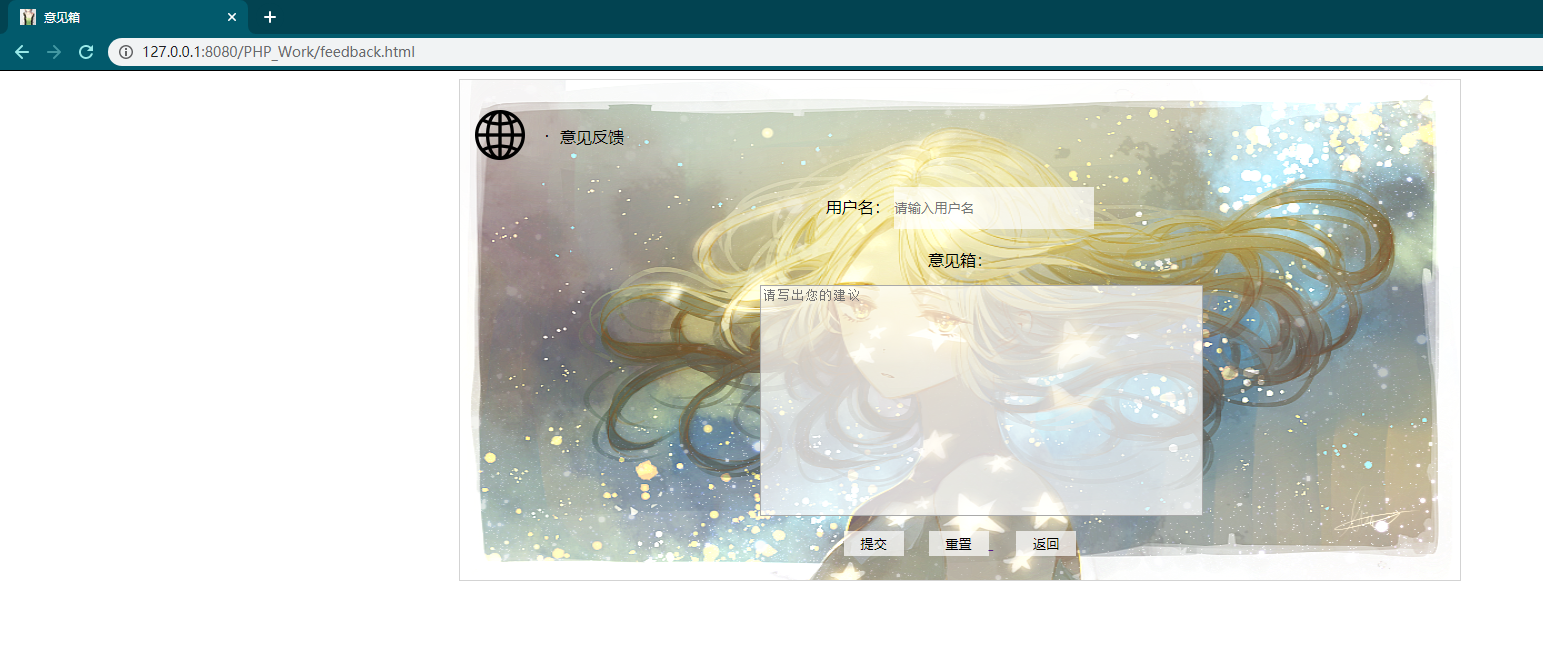 意见箱
127.0.0.1:8080/PHP_Work/feedback.html
· 意见反馈
用户名： 请输入用户名
意见箱：
请写出您的建议
提交 重置 返回